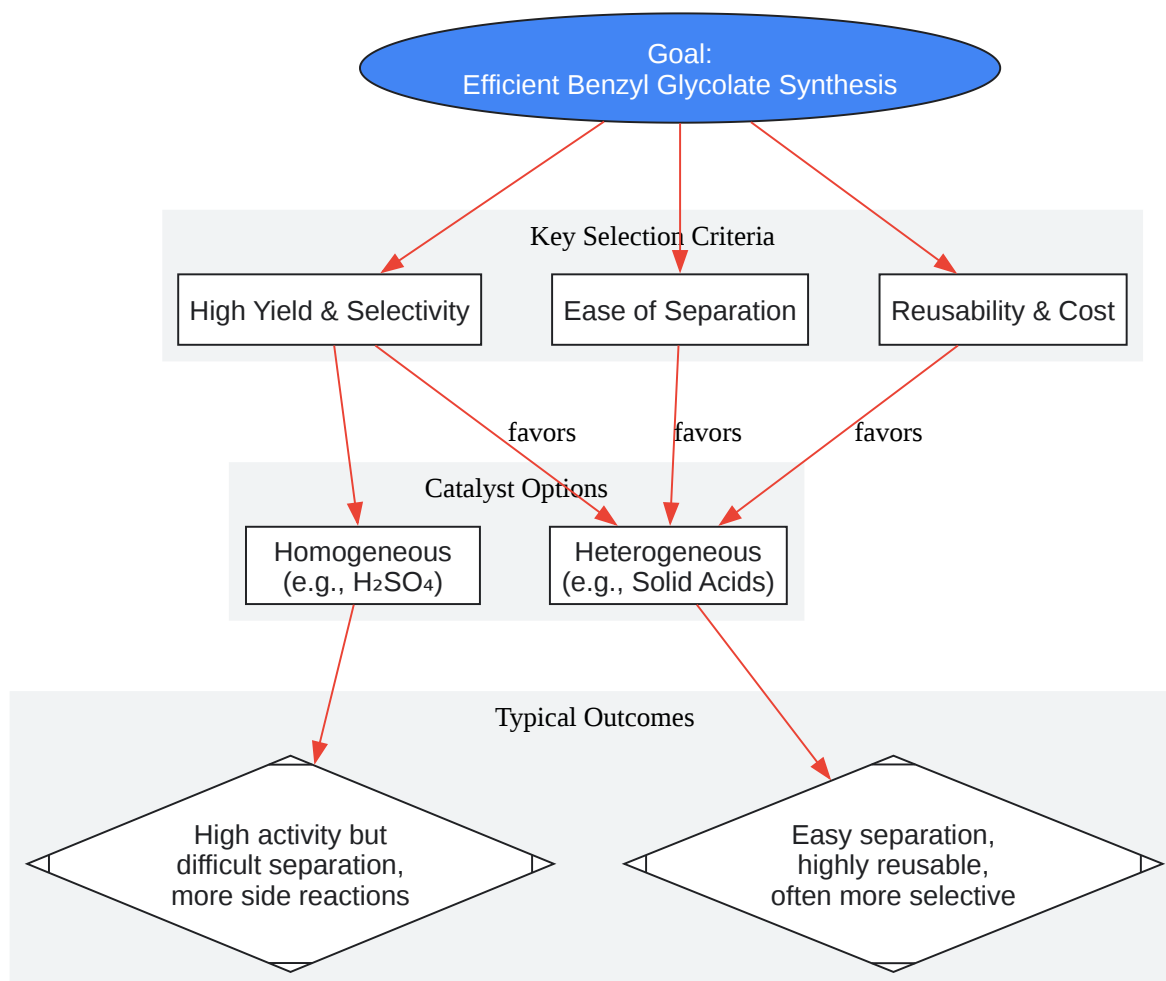 Goal:
Efficient Benzyl Glycolate Synthesis
Key Selection Criteria
High Yield & Selectivity
Ease of Separation
Reusability & Cost
favors
favors
favors
Catalyst Options
Homogeneous
(e.g., H₂SO₄)
Heterogeneous
(e.g., Solid Acids)
Typical Outcomes
High activity but
difficult separation,
more side reactions
Easy separation,
highly reusable,
often more selective